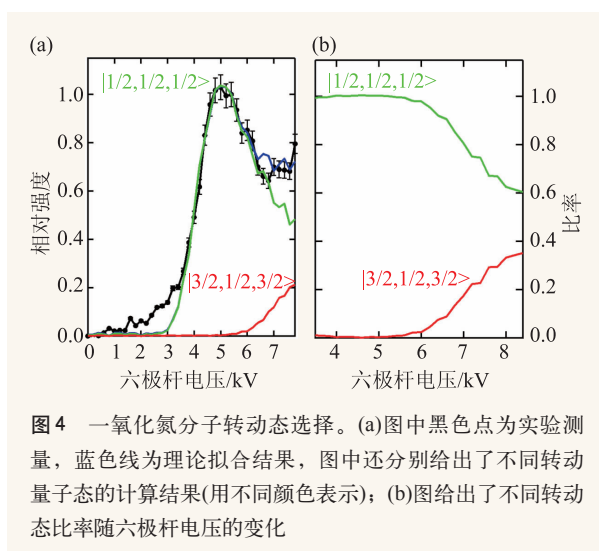 (a)
|1/2,1/2,1/2>
1.0
0.8
0.6
0.4
0.2
0.0
相对强度
|3/2,1/2,3/2>
0 1 2 3 4 5 6 7
六极杆电压/kV
(b)
|1/2,1/2,1/2>
1.0
0.8
0.6
0.4
0.2
0.0
比率
|3/2,1/2,3/2>
4 5 6 7 8
六极杆电压/kV
图4 一氧化氮分子转动态选择。(a)图中黑色点为实验测
量，蓝色线为理论拟合结果，图中还分别给出了不同转动
量子态的计算结果(用不同颜色表示)；(b)图给出了不同转动
态比率随六极杆电压的变化